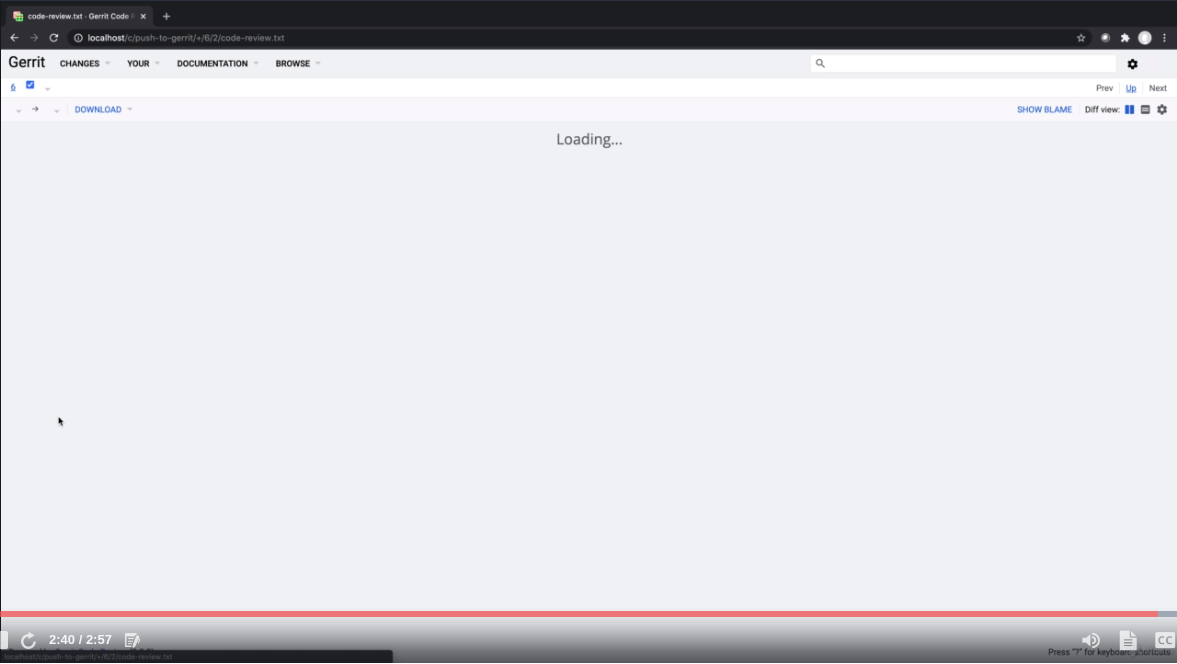 code-review.txt - Gerrit Code R
localhost/c/push-to-gerrit/+/6/2/code-review.txt
Gerrit CHANGES YOUR DOCUMENTATION BROWSE
6 Prev Up Next
DOWNLOAD SHOW BLAME Diff view:
Loading...
2:40 / 2:57 CC
localhost/c/push-to-gerrit/+/6/2/code-review.txt
Press "?" for keyboard shortcuts